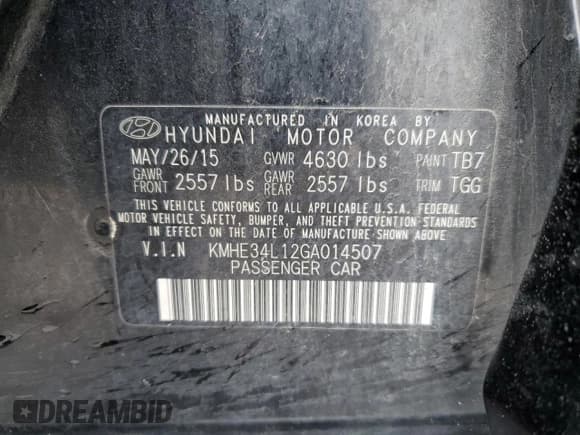 MANUFACTURED IN KOREA BY
HYUNDAI MOTOR COMPANY
MAY/26/15 GVWR 4630 lbs PAINT TB7
GAWR FRONT 2557 lbs GAWR REAR 2557 lbs TRIM TGG
THIS VEHICLE CONFORMS TO ALL APPLICABLE U.S.A. FEDERAL
MOTOR VEHICLE SAFETY, BUMPER, AND THEFT PREVENTION STANDARDS
IN EFFECT ON THE DATE OF MANUFACTURE SHOWN ABOVE.
V.I.N KMHE34L12GA014507
PASSENGER CAR
DREAMBID